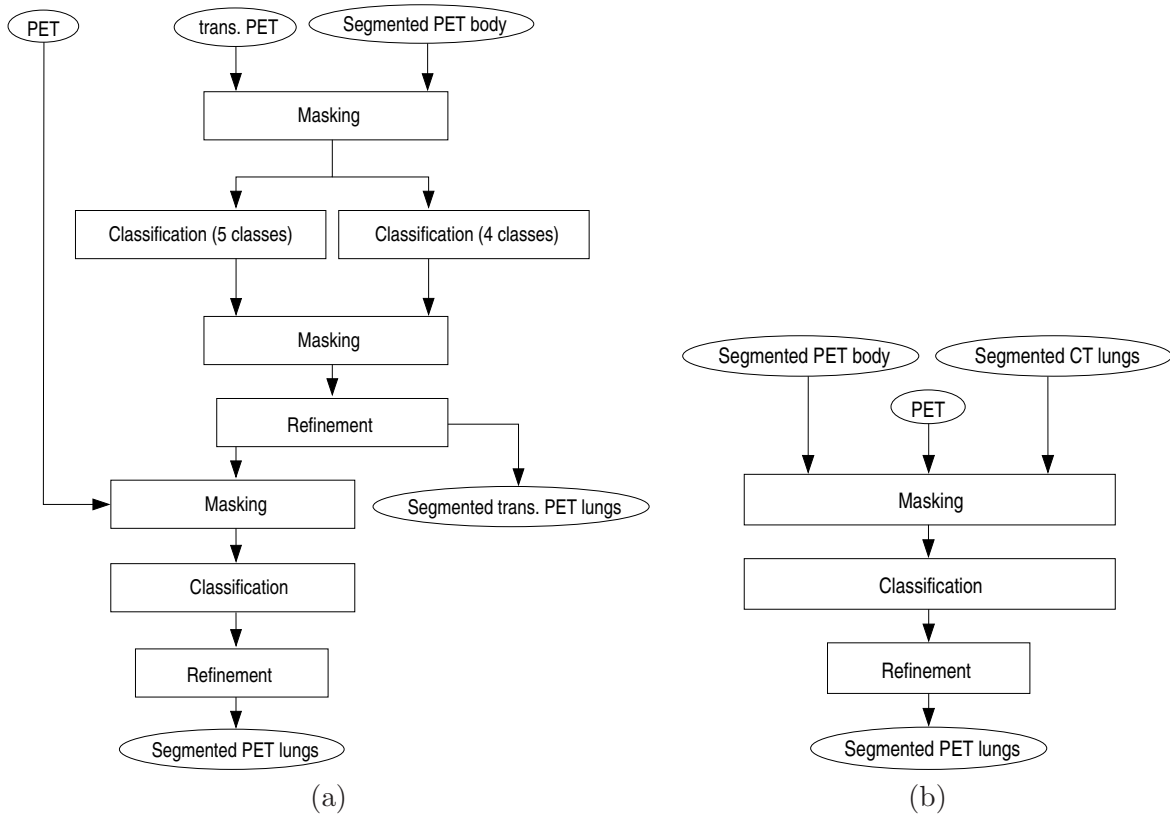 PET
trans. PET
Segmented PET body
Masking
Classification (5 classes)
Classification (4 classes)
Masking
Refinement
Masking
Segmented trans. PET lungs
Classification
Refinement
Segmented PET lungs
(a)
Segmented PET body
Segmented CT lungs
PET
Masking
Classification
Refinement
Segmented PET lungs
(b)